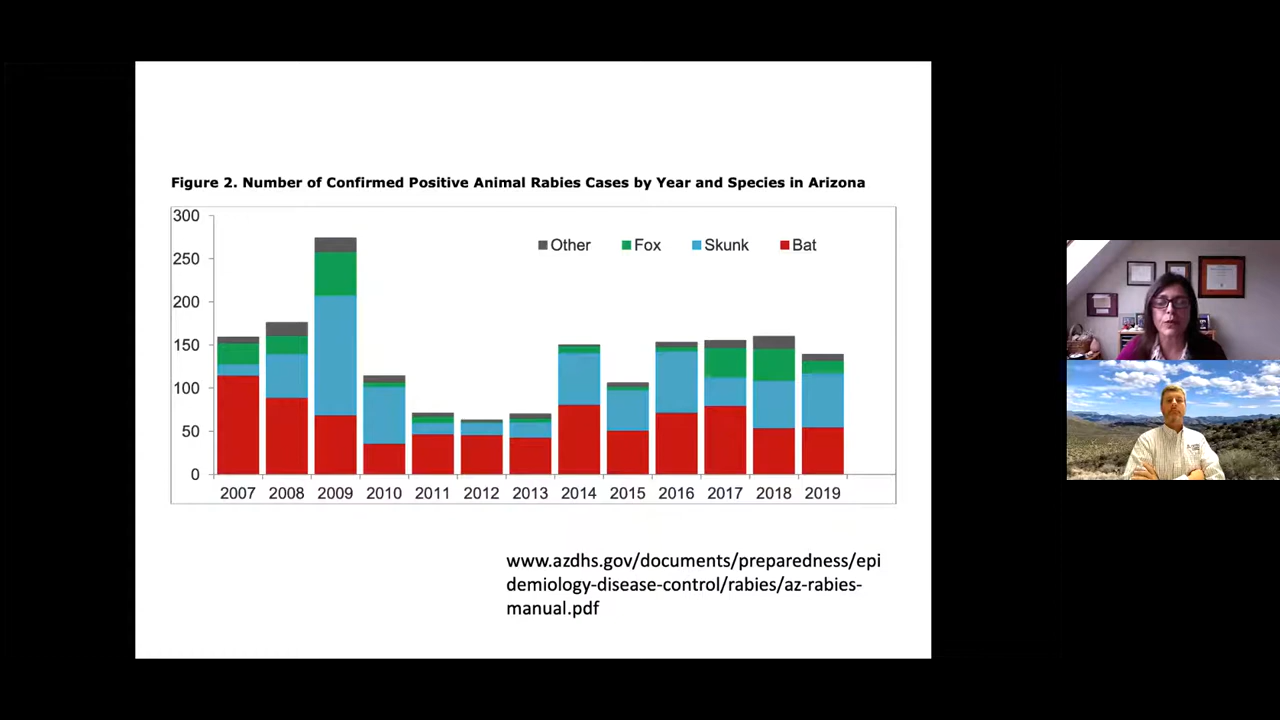 Figure 2. Number of Confirmed Positive Animal Rabies Cases by Year and Species in Arizona
300
250
200
150
100
50
0
Other Fox Skunk Bat
2007 2008 2009 2010 2011 2012 2013 2014 2015 2016 2017 2018 2019
www.azdhs.gov/documents/preparedness/epi
demiology-disease-control/rabies/az-rabies-
manual.pdf